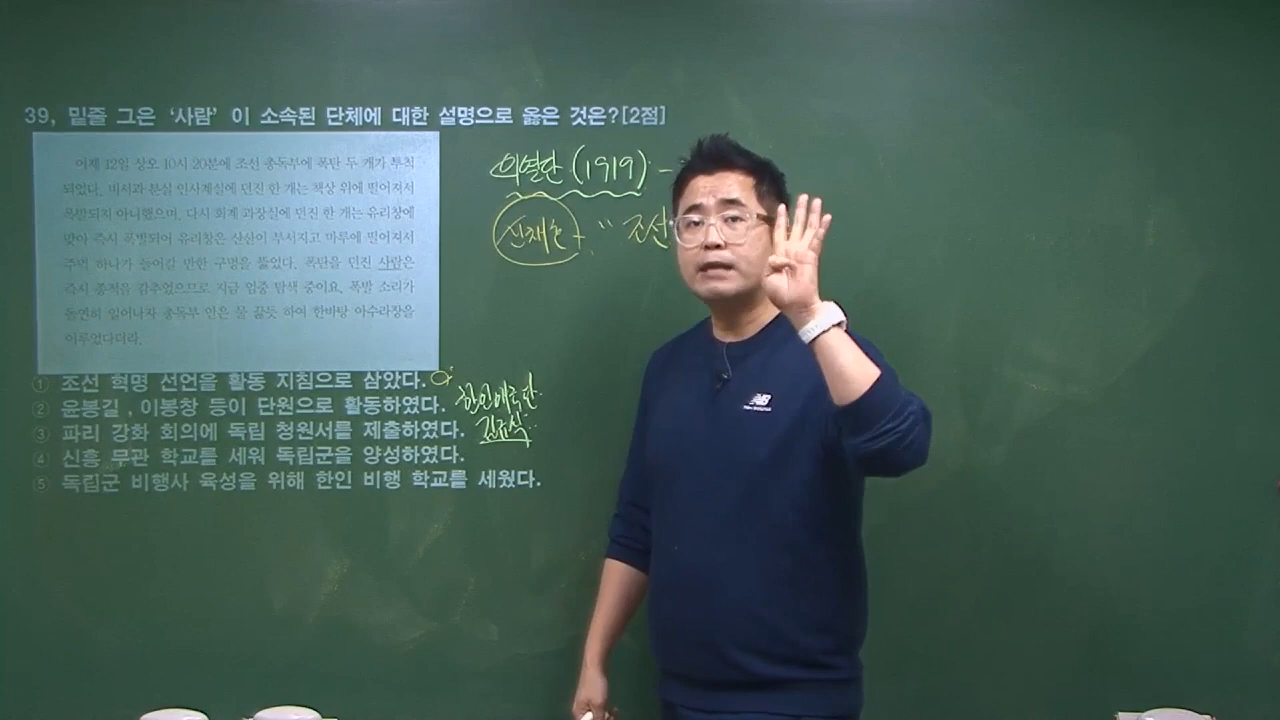 39, 밑줄 그은 '사람' 이 소속된 단체에 대한 설명으로 옳은 것은?[2점]
어제 12일 상오 10시 20분에 조선 총독부에 폭탄 두 개가 투척
되었다. 비서과 분실 인사계실에 던진 한 개는 책상 위에 떨어져서
폭발되지 아니했으며, 다시 회계 과장실에 던진 한 개는 유리창에
맞아 즉시 폭발되어 유리창은 산산이 부서지고 마루에 떨어져서
주먹 하나가 들어갈 만한 구멍을 뚫었다. 폭탄을 던진 사람은
즉시 종적을 감추었으므로 지금 엄중 탐색 중이요, 폭발 소리가
돌연히 일어나자 총독부 안은 물 끓듯 하여 한바탕 아수라장을
이루었다더라.
① 조선 혁명 선언을 활동 지침으로 삼았다.
② 윤봉길, 이봉창 등이 단원으로 활동하였다.
③ 파리 강화 회의에 독립 청원서를 제출하였다.
④ 신흥 무관 학교를 세워 독립군을 양성하였다.
⑤ 독립군 비행사 육성을 위해 한인 비행 학교를 세웠다.
의열단 (1919) -
신채호 " 조선
한인애국단
김규식
NB
new balance